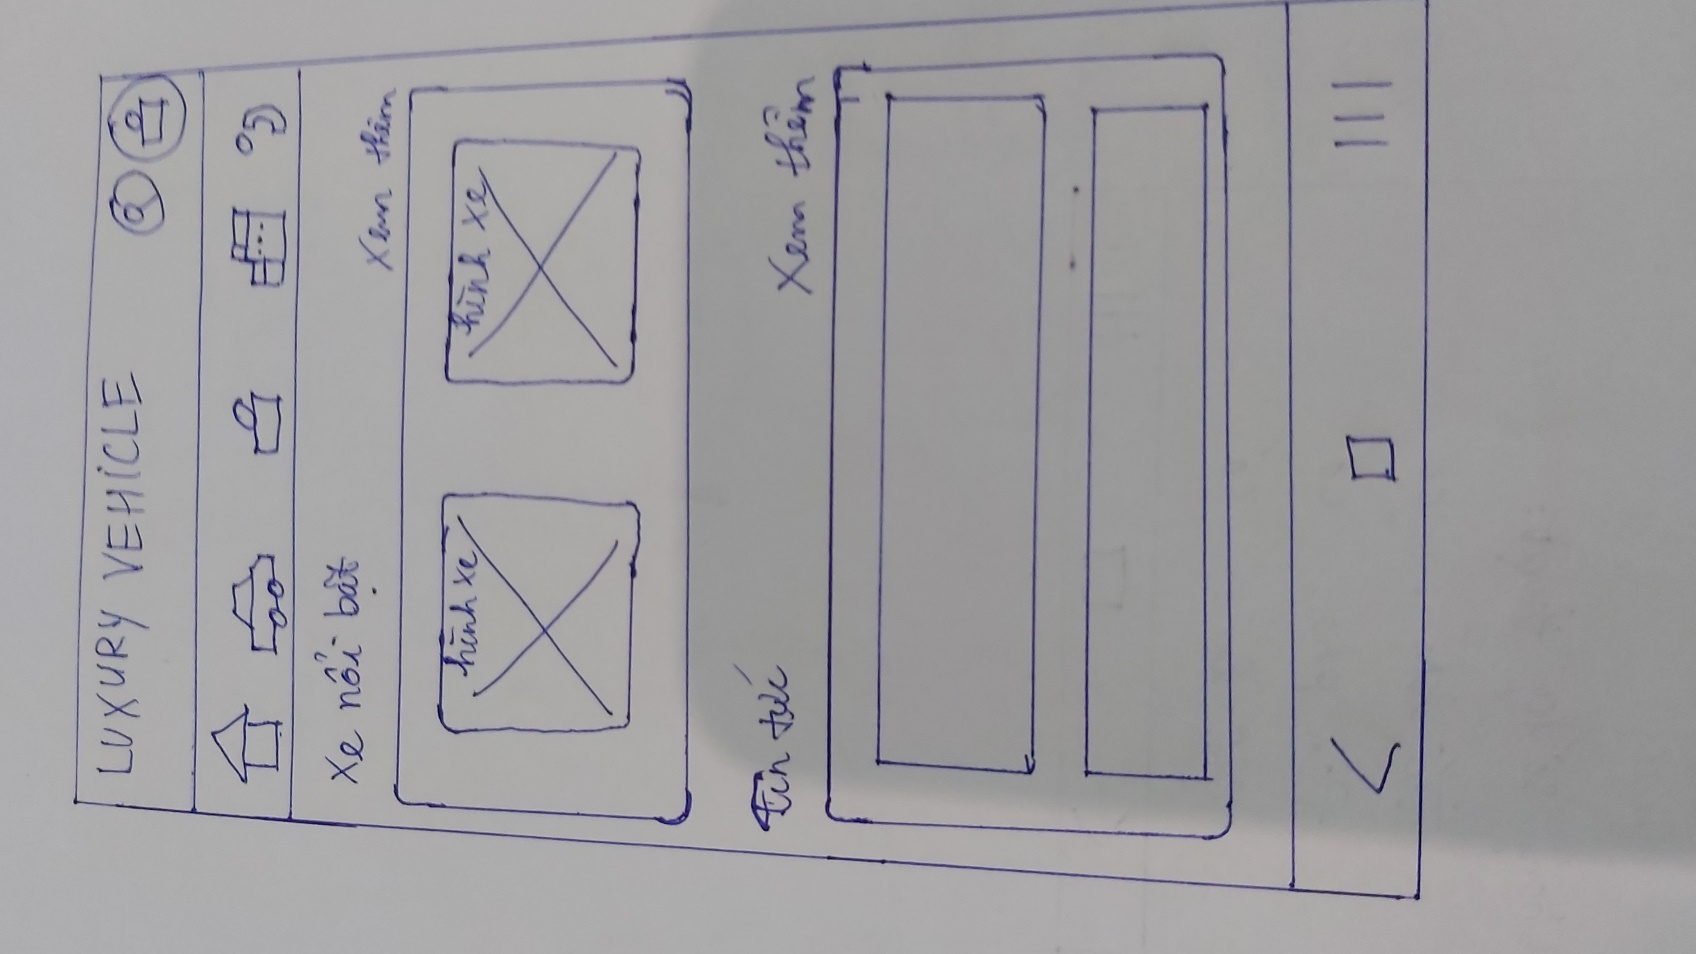 LUXURY VEHICLE
Xe nổi bật
Xem thêm
hình xe
hình xe
Tin tức
Xem thêm